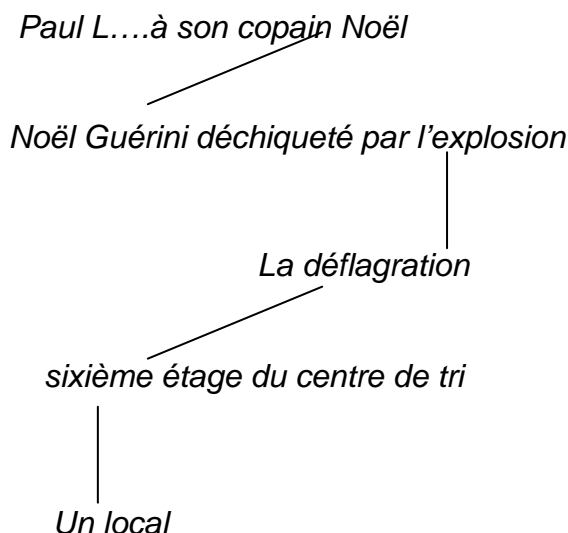 Paul L….à son copain Noël
Noël Guérini déchiqueté par l’explosion
La déflagration
sixième étage du centre de tri
Un local